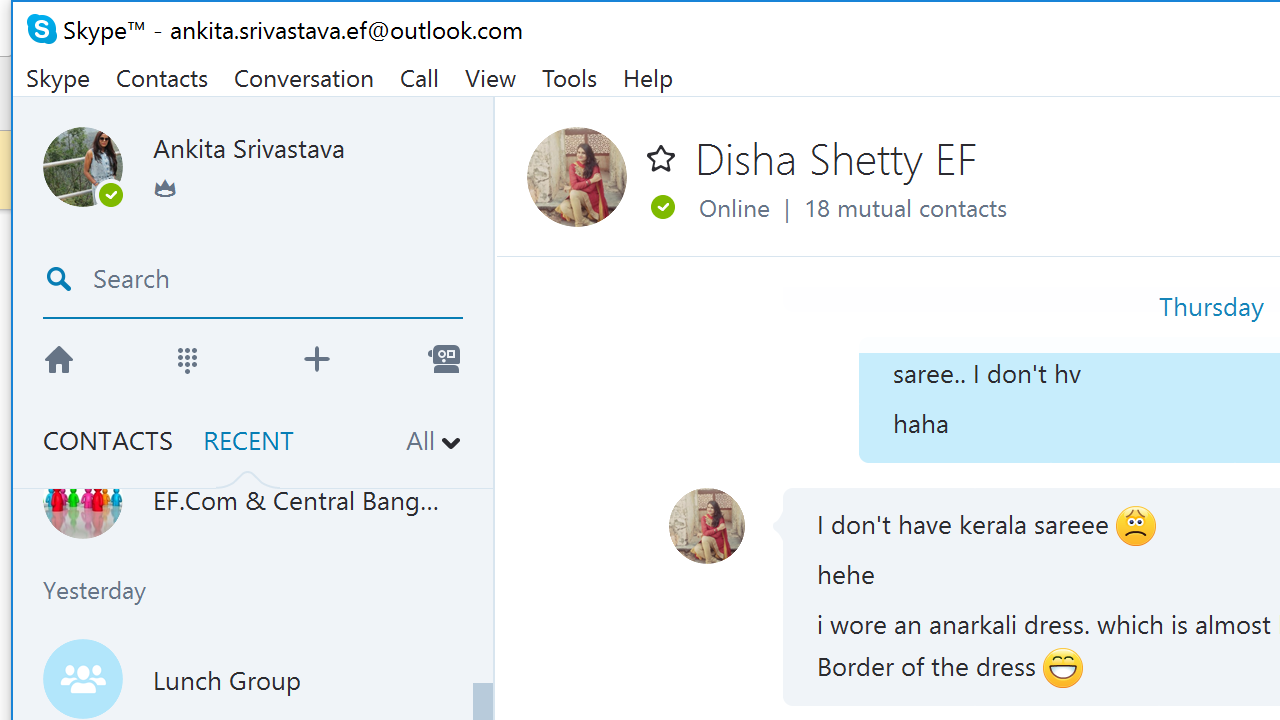 Skype™ - ankita.srivastava.ef@outlook.com
Skype Contacts Conversation Call View Tools Help
Ankita Srivastava
Search
CONTACTS RECENT All
EF.Com & Central Bang...
Yesterday
Lunch Group
Disha Shetty EF
Online | 18 mutual contacts
Thursday
saree.. I don't hv
haha
I don't have kerala sareee
hehe
i wore an anarkali dress. which is almost
Border of the dress